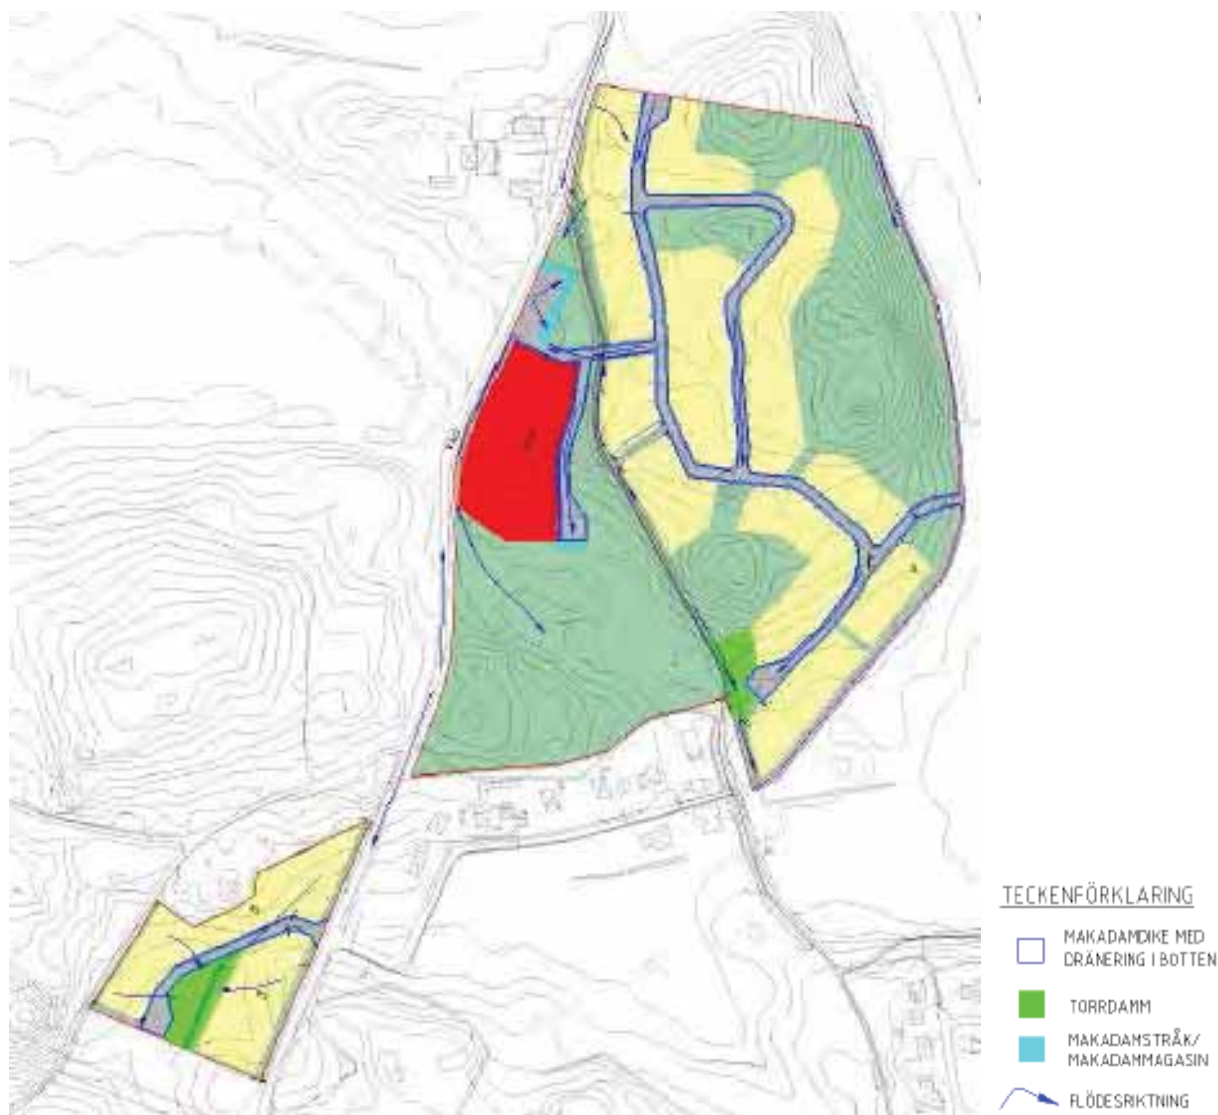 TECKENFÖRKLARING
MAKADAMDIKE MED
DRÄNERING I BOTTEN
TORRDAMM
MAKADAMSTRÅK/
MAKADAMMAGASIN
FLÖDESRIKTNING